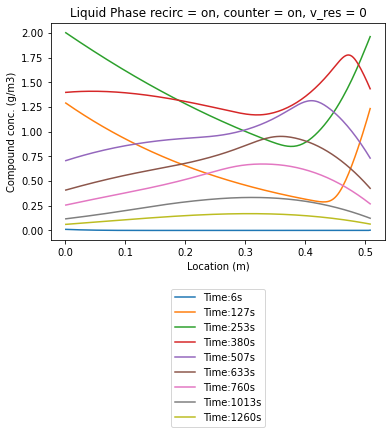 Liquid Phase recirc = on, counter = on, v_res = 0
Compound conc. (g/m3)
2.00
1.75
1.50
1.25
1.00
0.75
0.50
0.25
0.00
0.0 0.1 0.2 0.3 0.4 0.5
Location (m)
Time:6s
Time:127s
Time:253s
Time:380s
Time:507s
Time:633s
Time:760s
Time:1013s
Time:1260s